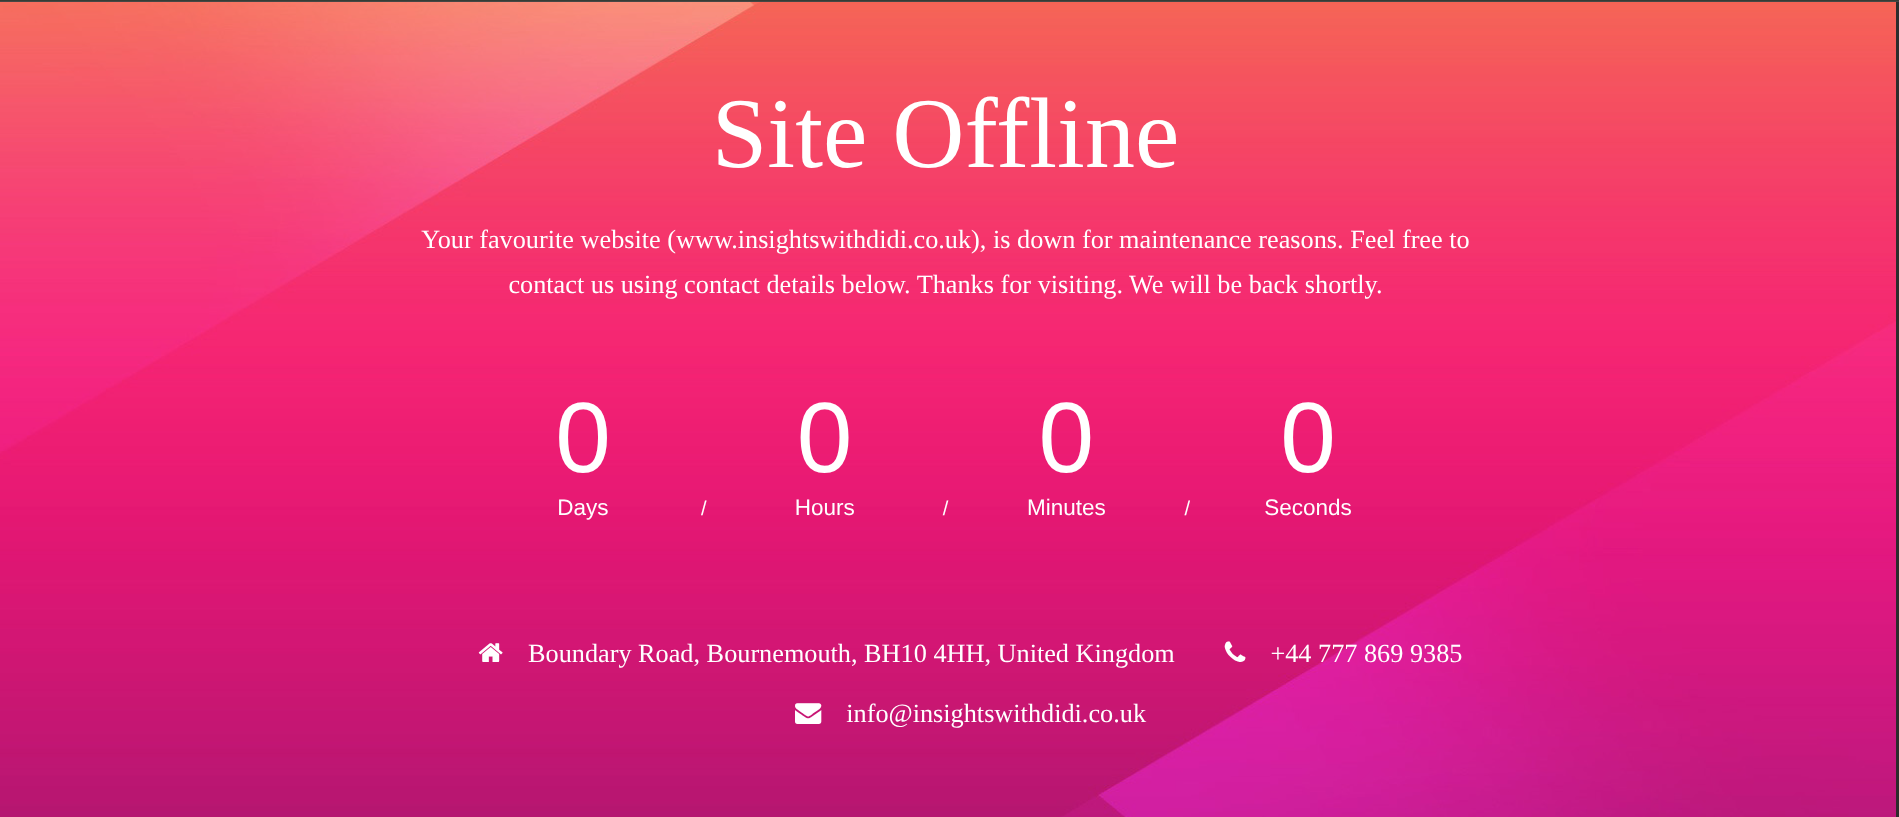 Site Offline
Your favourite website (www.insightswithdidi.co.uk), is down for maintenance reasons. Feel free to
contact us using contact details below. Thanks for visiting. We will be back shortly.
0 0 0 0
Days / Hours / Minutes / Seconds
Boundary Road, Bournemouth, BH10 4HH, United Kingdom +44 777 869 9385
info@insightswithdidi.co.uk